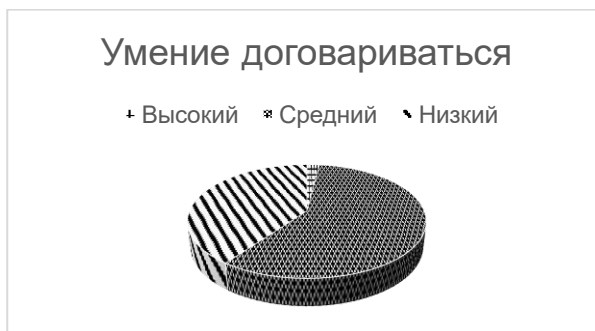 Умение договариваться
Высокий Средний Низкий